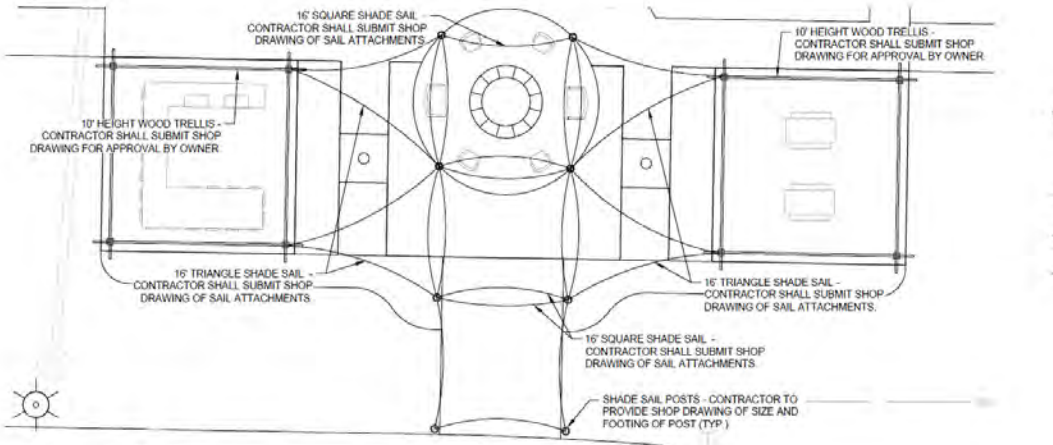 16' SQUARE SHADE SAIL -
CONTRACTOR SHALL SUBMIT SHOP
DRAWING OF SAIL ATTACHMENTS
10' HEIGHT WOOD TRELLIS -
CONTRACTOR SHALL SUBMIT SHOP
DRAWING FOR APPROVAL BY OWNER
10' HEIGHT WOOD TRELLIS -
CONTRACTOR SHALL SUBMIT SHOP
DRAWING FOR APPROVAL BY OWNER
16' TRIANGLE SHADE SAIL -
CONTRACTOR SHALL SUBMIT SHOP
DRAWING OF SAIL ATTACHMENTS
16' TRIANGLE SHADE SAIL -
CONTRACTOR SHALL SUBMIT SHOP
DRAWING OF SAIL ATTACHMENTS.
16' SQUARE SHADE SAIL -
CONTRACTOR SHALL SUBMIT SHOP
DRAWING OF SAIL ATTACHMENTS.
SHADE SAIL POSTS - CONTRACTOR TO
PROVIDE SHOP DRAWING OF SIZE AND
FOOTING OF POST (TYP.)